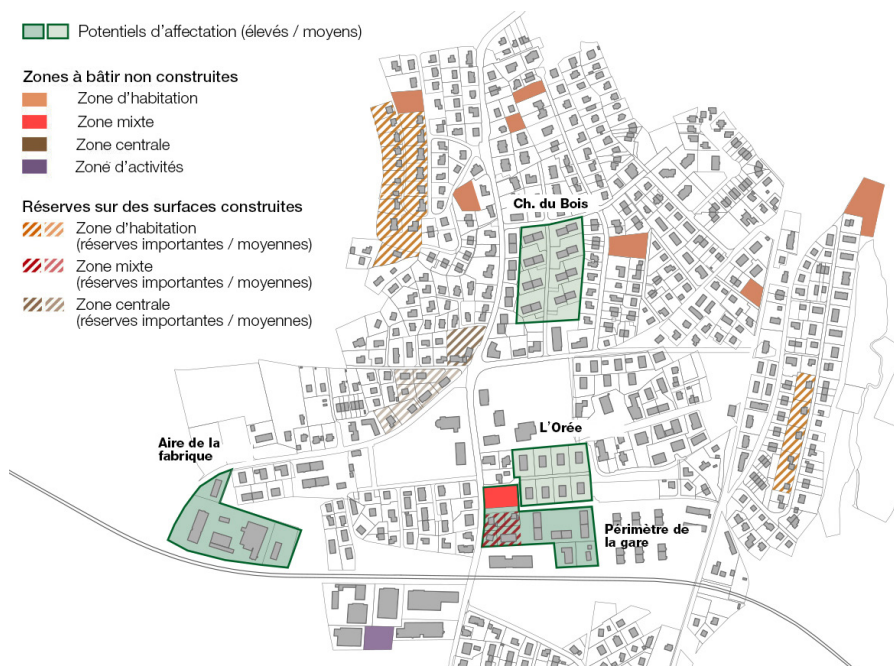 Potentiels d'affectation (élevés / moyens)
Zones à bâtir non construites
Zone d'habitation
Zone mixte
Zone centrale
Zone d'activités
Réserves sur des surfaces construites
Zone d'habitation
(réserves importantes / moyennes)
Zone mixte
(réserves importantes / moyennes)
Zone centrale
(réserves importantes / moyennes)
Ch. du Bois
L'Orée
Aire de la
fabrique
Périmètre de
la gare